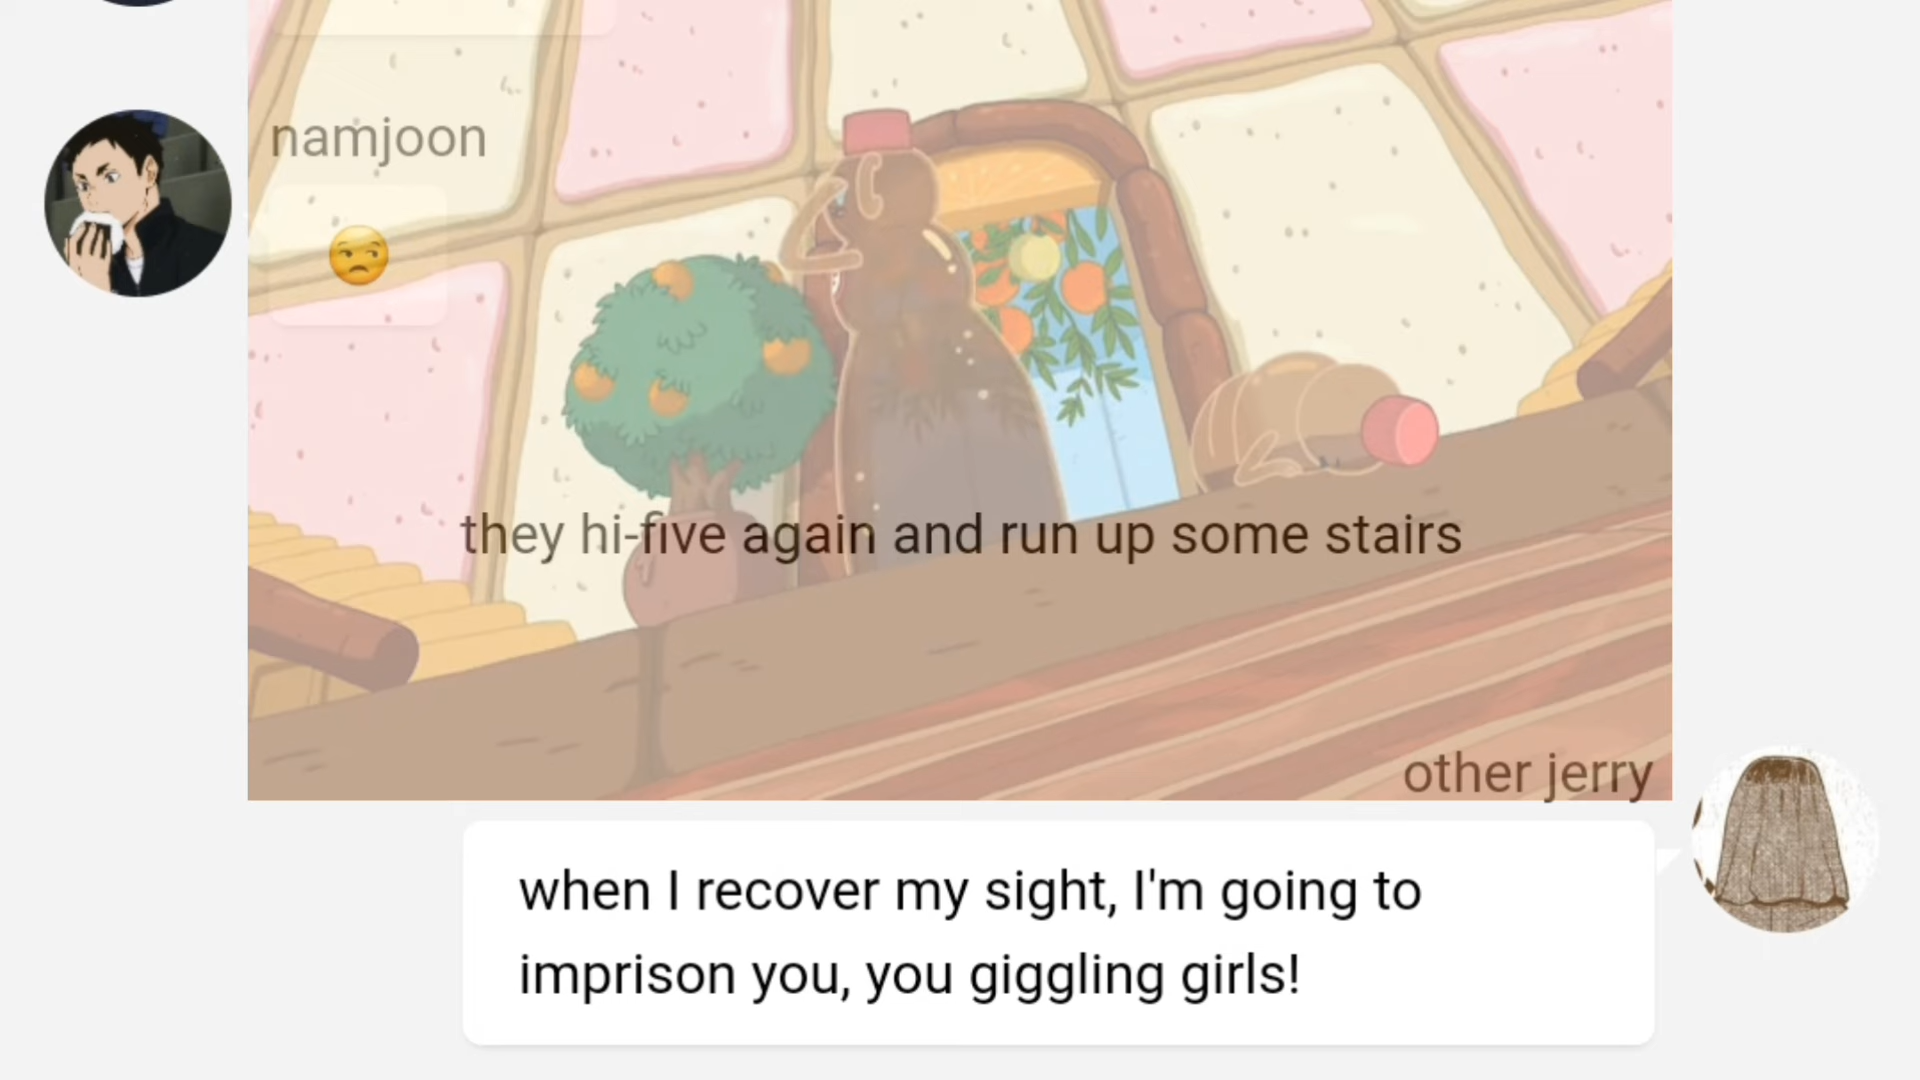 namjoon
😒
they hi-five again and run up some stairs
other jerry
when I recover my sight, I'm going to
imprison you, you giggling girls!